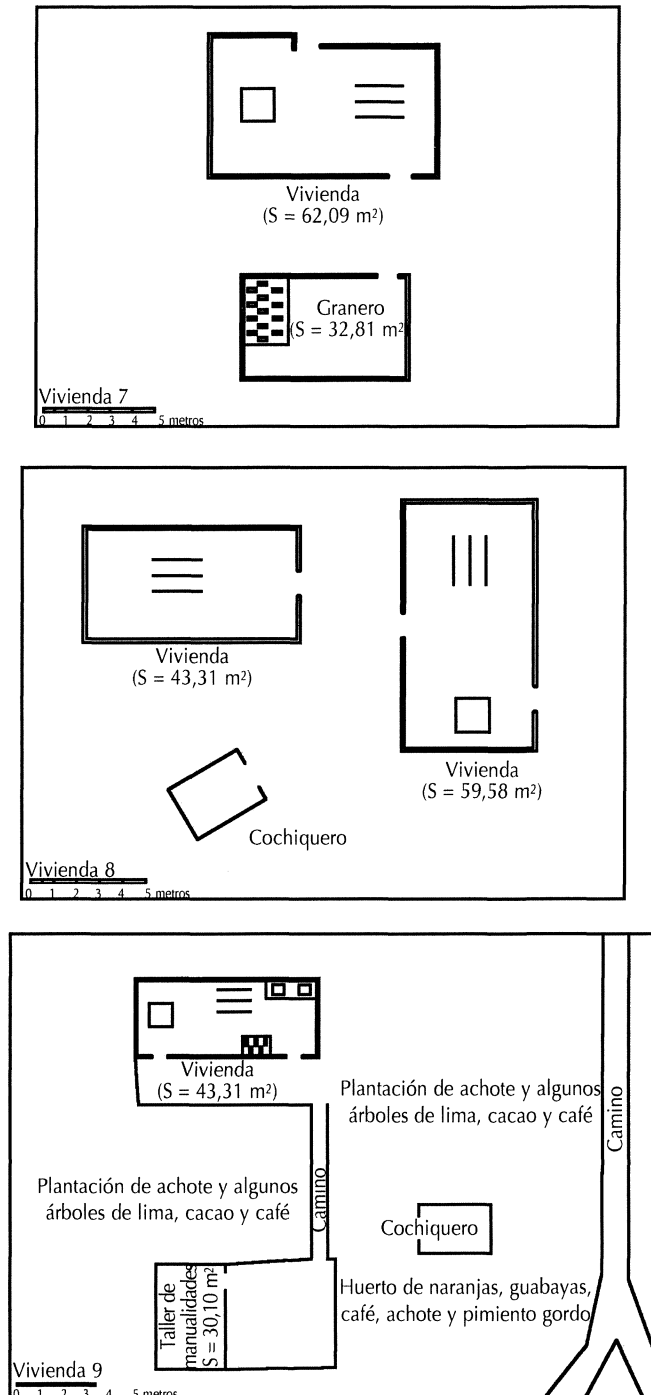 Vivienda
(S = 62,09 m²)
Granero
(S = 32,81 m²
Vivienda 7
0 1 2 3 4 5 metros
Vivienda
(S = 43,31 m²)
Vivienda
(S = 59,58 m²)
Cochiquero
Vivienda 8
0 1 2 3 4 5 metros
Vivienda
(S = 43,31 m²)
Plantación de achote y algunos
árboles de lima, cacao y café
Camino
Plantación de achote y algunos
árboles de lima, cacao y café
Camino
Cochiquero
Taller de
manualidades
S = 30,10 m²
Huerto de naranjas, guabayas,
café, achote y pimiento gordo
Vivienda 9
0 1 2 3 4 5 metros